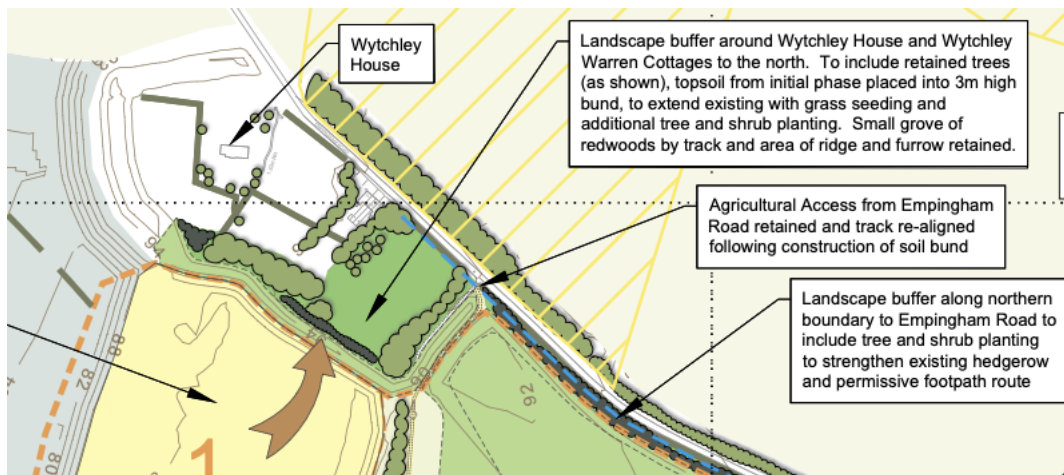 Wytchley
House
Landscape buffer around Wytchley House and Wytchley
Warren Cottages to the north. To include retained trees
(as shown), topsoil from initial phase placed into 3m high
bund, to extend existing with grass seeding and
additional tree and shrub planting. Small grove of
redwoods by track and area of ridge and furrow retained.
Agricultural Access from Empingham
Road retained and track re-aligned
following construction of soil bund
Landscape buffer along northern
boundary to Empingham Road to
include tree and shrub planting
to strengthen existing hedgerow
and permissive footpath route
94
88
82
80
92
1